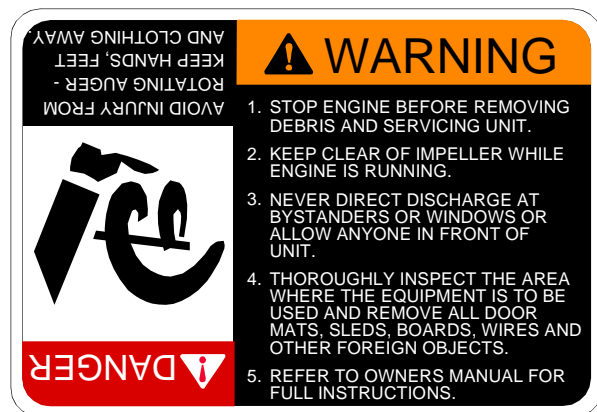 DANGER
AVOID INJURY FROM
ROTATING AUGER -
KEEP HANDS, FEET
AND CLOTHING AWAY.
WARNING
1. STOP ENGINE BEFORE REMOVING
DEBRIS AND SERVICING UNIT.
2. KEEP CLEAR OF IMPELLER WHILE
ENGINE IS RUNNING.
3. NEVER DIRECT DISCHARGE AT
BYSTANDERS OR WINDOWS OR
ALLOW ANYONE IN FRONT OF
UNIT.
4. THOROUGHLY INSPECT THE AREA
WHERE THE EQUIPMENT IS TO BE
USED AND REMOVE ALL DOOR
MATS, SLEDS, BOARDS, WIRES AND
OTHER FOREIGN OBJECTS.
5. REFER TO OWNERS MANUAL FOR
FULL INSTRUCTIONS.